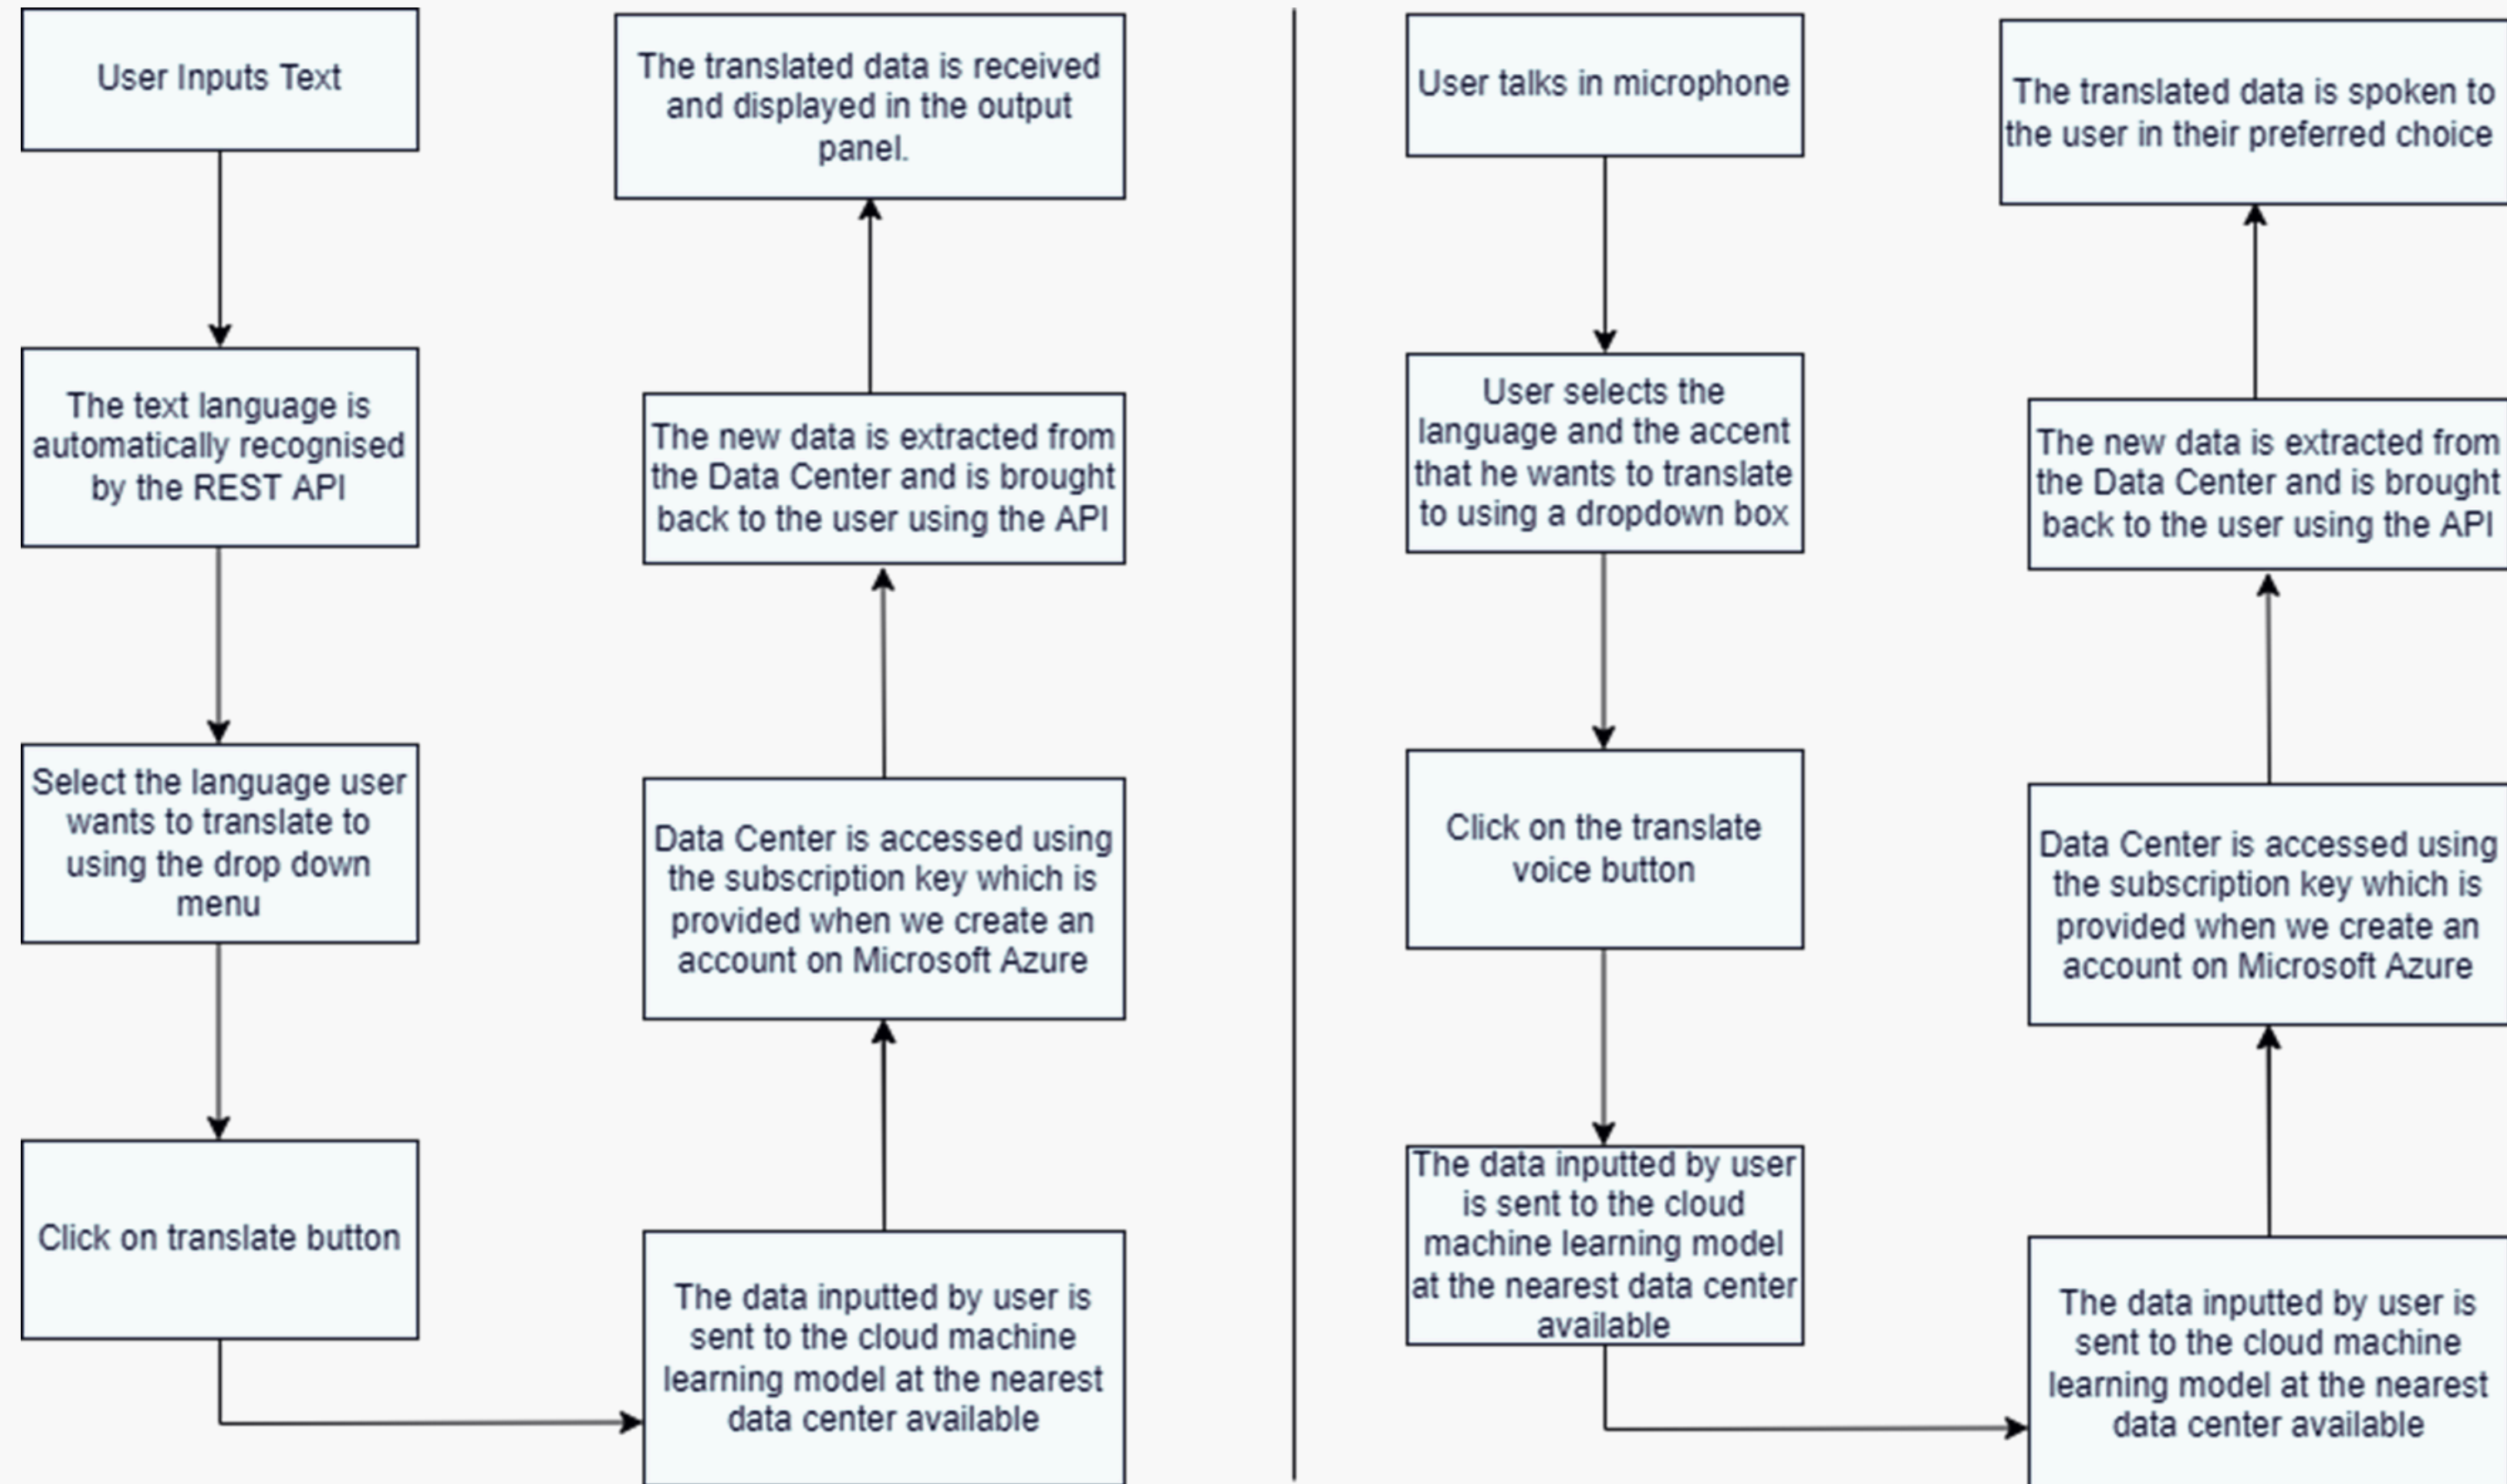 User Inputs Text
The text language is
automatically recognised
by the REST API
Select the language user
wants to translate to
using the drop down
menu
Click on translate button
The data inputted by user is
sent to the cloud machine
learning model at the nearest
data center available
Data Center is accessed using
the subscription key which is
provided when we create an
account on Microsoft Azure
The new data is extracted from
the Data Center and is brought
back to the user using the API
The translated data is received
and displayed in the output
panel.
User talks in microphone
User selects the
language and the accent
that he wants to translate
to using a dropdown box
Click on the translate
voice button
The data inputted by user
is sent to the cloud
machine learning model
at the nearest data center
available
The data inputted by user is
sent to the cloud machine
learning model at the nearest
data center available
Data Center is accessed using
the subscription key which is
provided when we create an
account on Microsoft Azure
The new data is extracted from
the Data Center and is brought
back to the user using the API
The translated data is spoken to
the user in their preferred choice